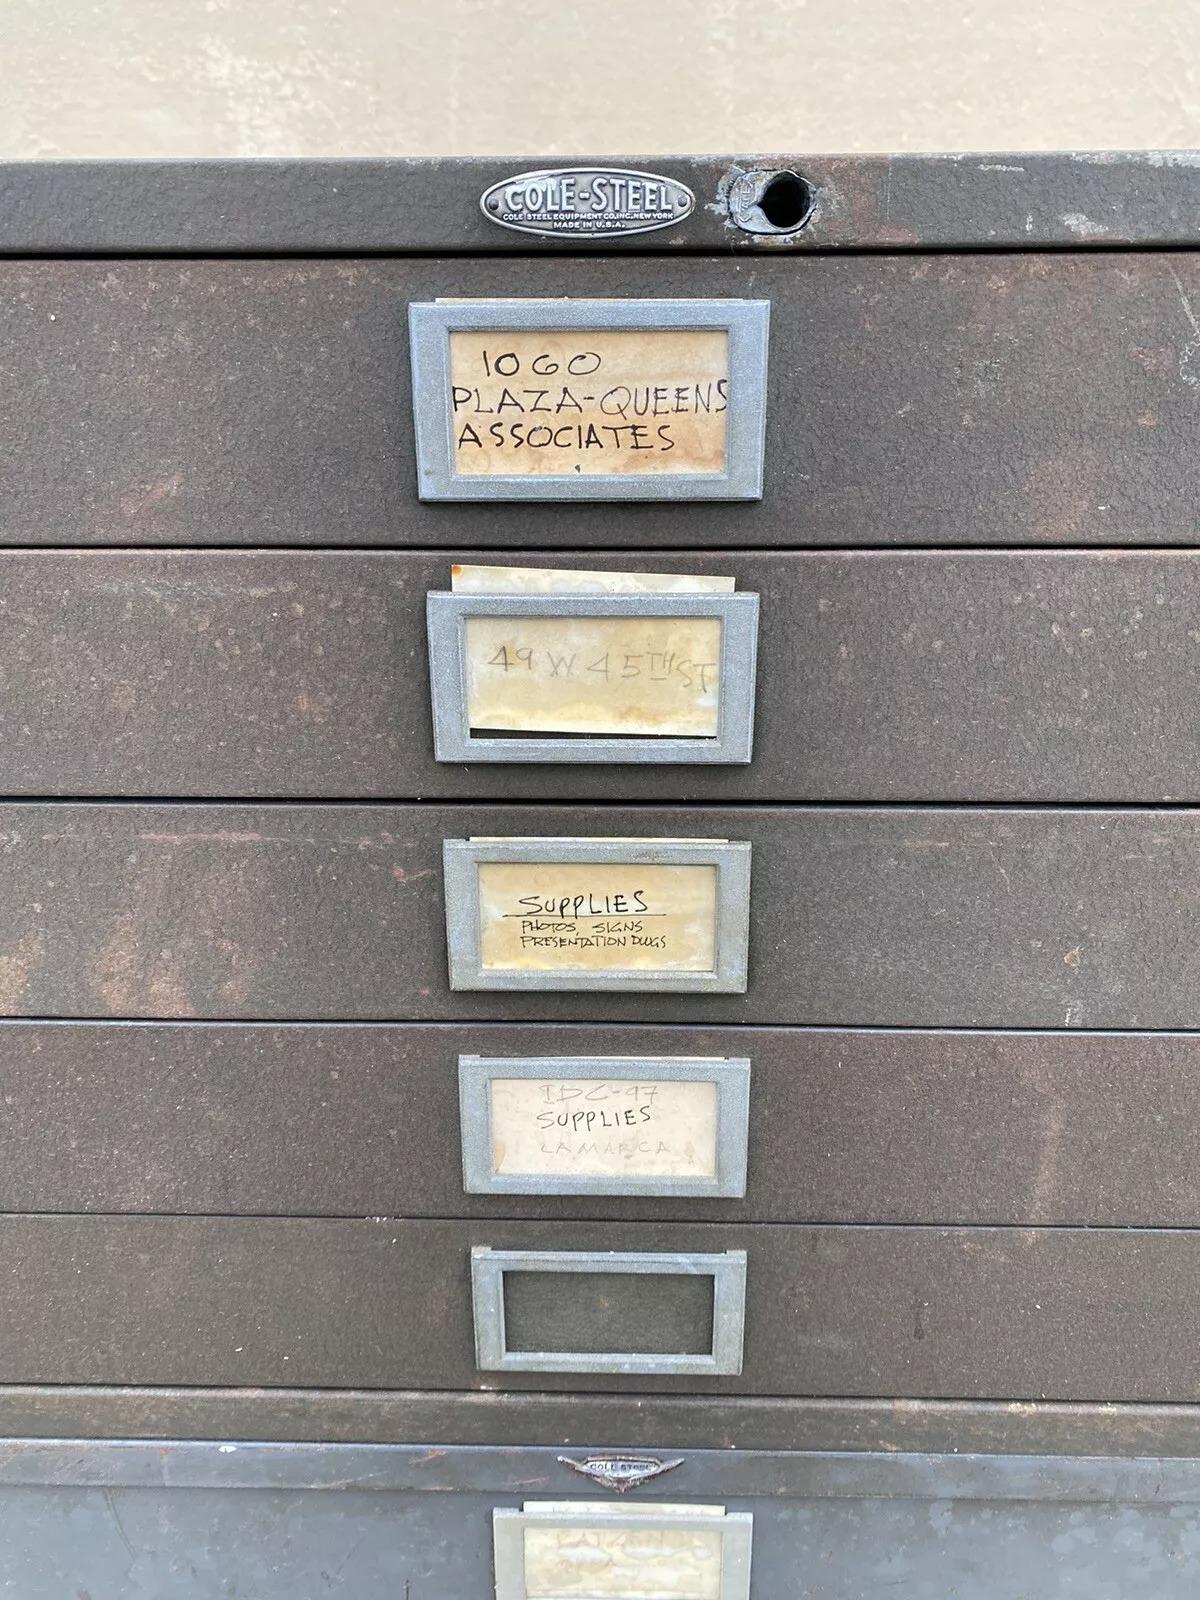 COLE-STEEL
COLE STEEL EQUIPMENT CO.INC. NEW YORK
MADE IN U.S.A.
1060
PLAZA-QUEENS
ASSOCIATES
49 W 45TH ST
SUPPLIES
PHOTOS, SIGNS
PRESENTATION DWGS
IDC-97
SUPPLIES
LAMARCA
COLE STEEL